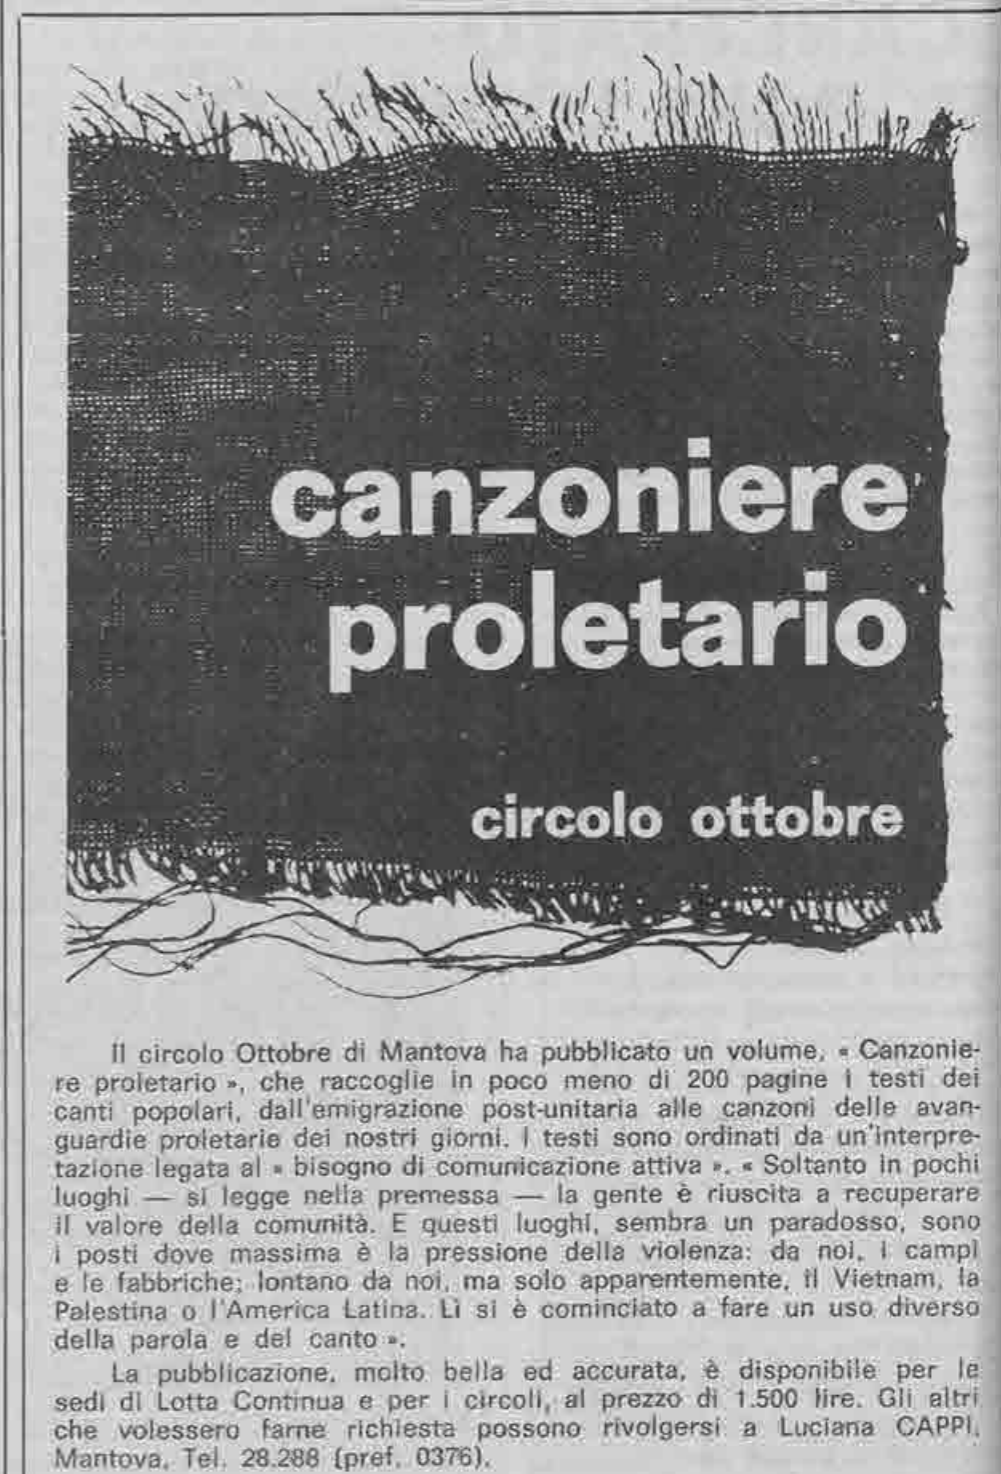 canzoniere
proletario
circolo ottobre
Il circolo Ottobre di Mantova ha pubblicato un volume, « Canzonie-
re proletario », che raccoglie in poco meno di 200 pagine i testi dei
canti popolari, dall'emigrazione post-unitaria alle canzoni delle avan-
guardie proletarie dei nostri giorni. I testi sono ordinati da un'interpre-
tazione legata al « bisogno di comunicazione attiva ». « Soltanto in pochi
luoghi — si legge nella premessa — la gente è riuscita a recuperare
il valore della comunità. E questi luoghi, sembra un paradosso, sono
i posti dove massima è la pressione della violenza: da noi, i campi
e le fabbriche; lontano da noi, ma solo apparentemente, il Vietnam, la
Palestina o l'America Latina. Lì si è cominciato a fare un uso diverso
della parola e del canto ».
La pubblicazione, molto bella ed accurata, è disponibile per le
sedi di Lotta Continua e per i circoli, al prezzo di 1.500 lire. Gli altri
che volessero farne richiesta possono rivolgersi a Luciana CAPPI,
Mantova, Tel. 28.288 (pref. 0376).